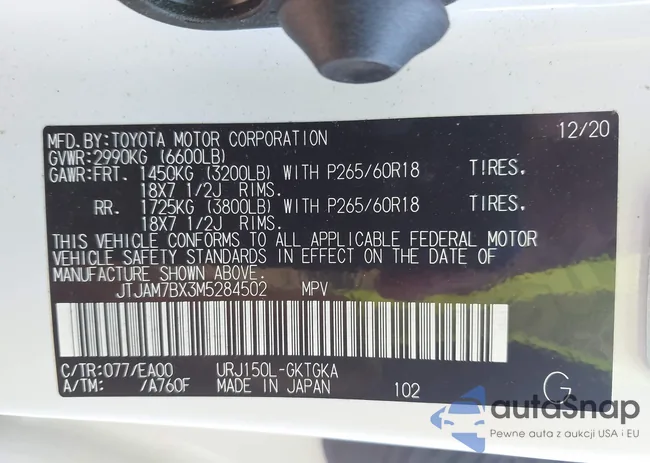 MFD.BY:TOYOTA MOTOR CORPORATION 12/20
GVWR:2990KG (6600LB)
GAWR:FRT. 1450KG (3200LB) WITH P265/60R18 TIRES.
18X7 1/2J RIMS.
RR. 1725KG (3800LB) WITH P265/60R18 TIRES.
18X7 1/2J RIMS.
THIS VEHICLE CONFORMS TO ALL APPLICABLE FEDERAL MOTOR
VEHICLE SAFETY STANDARDS IN EFFECT ON THE DATE OF
MANUFACTURE SHOWN ABOVE.
JTJAM7BX3M5284502 MPV
C/TR:077/EA00 URJ150L-GKTGKA
A/TM: /A760F MADE IN JAPAN 102 G
autoSnap
Pewne auta z aukcji USA i EU